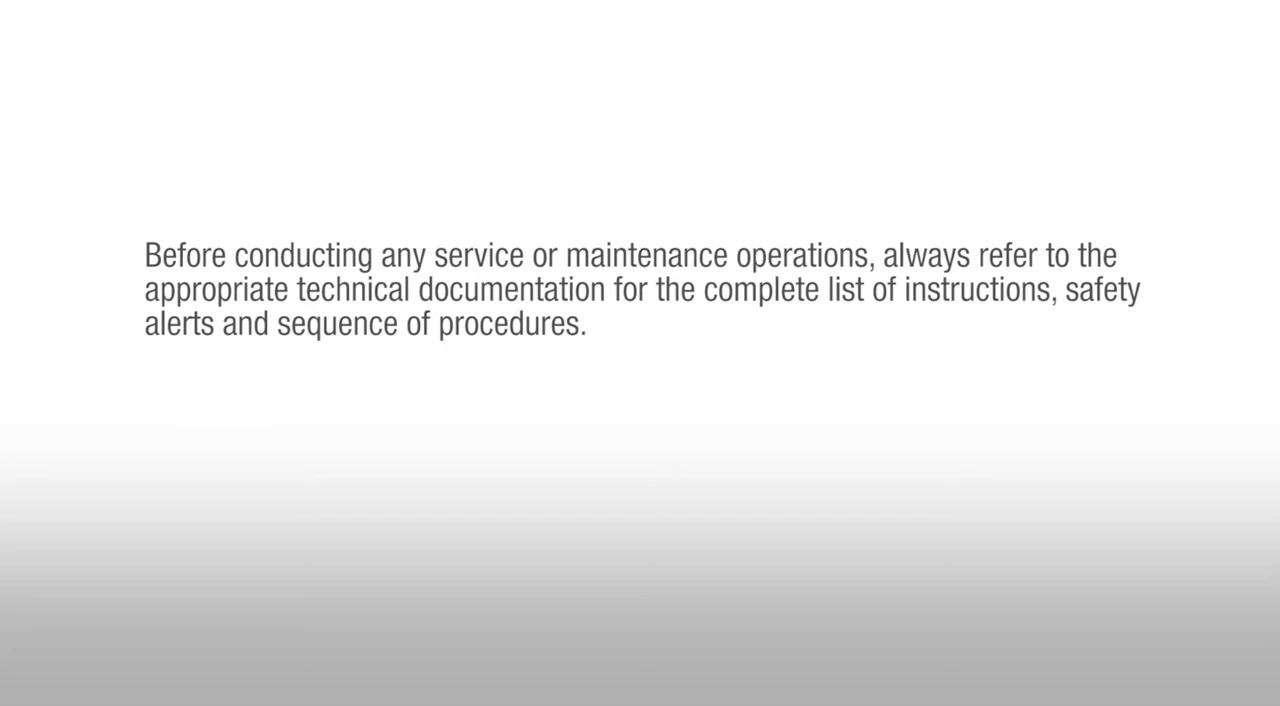 Before conducting any service or maintenance operations, always refer to the
appropriate technical documentation for the complete list of instructions, safety
alerts and sequence of procedures.